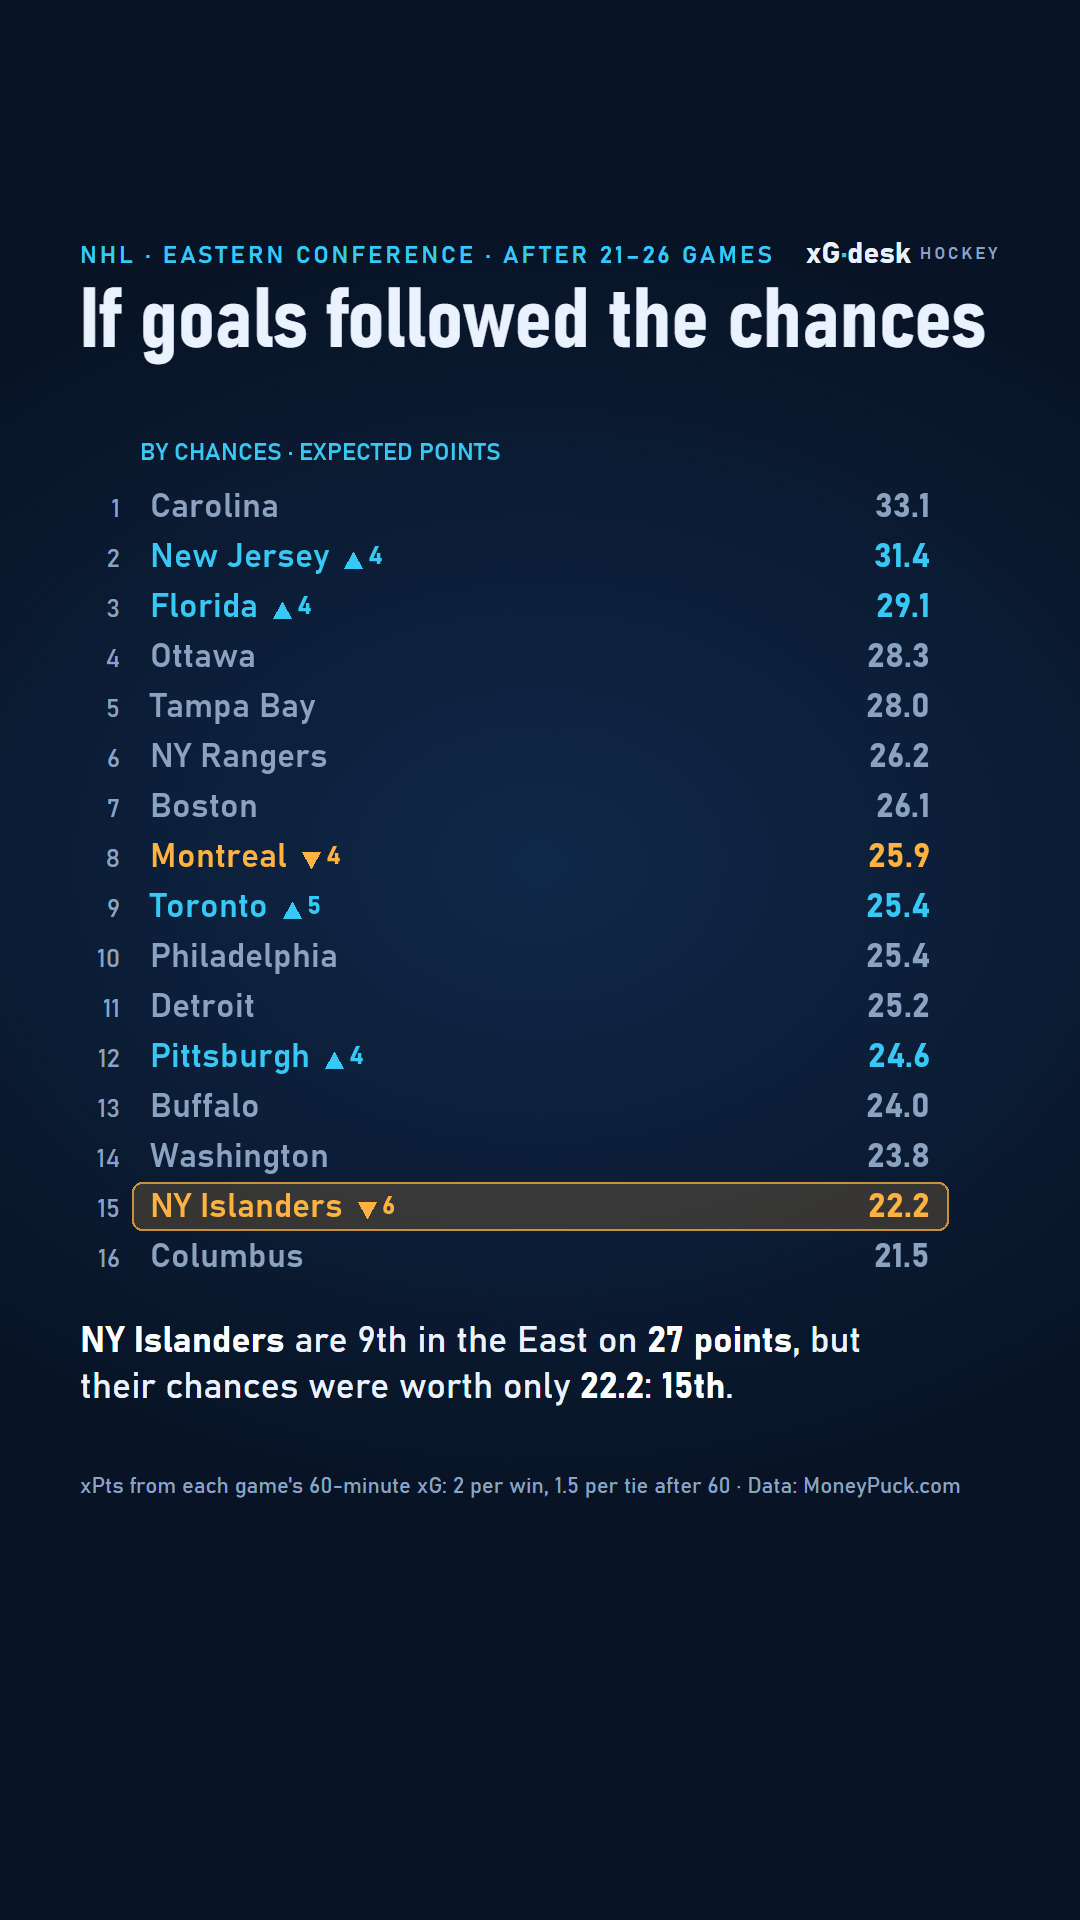 NHL · EASTERN CONFERENCE · AFTER 21–26 GAMES xG·desk HOCKEY
If goals followed the chances
BY CHANCES · EXPECTED POINTS
1 Carolina 33.1
2 New Jersey ▲4 31.4
3 Florida ▲4 29.1
4 Ottawa 28.3
5 Tampa Bay 28.0
6 NY Rangers 26.2
7 Boston 26.1
8 Montreal ▼4 25.9
9 Toronto ▲5 25.4
10 Philadelphia 25.4
11 Detroit 25.2
12 Pittsburgh ▲4 24.6
13 Buffalo 24.0
14 Washington 23.8
15 NY Islanders ▼6 22.2
16 Columbus 21.5
NY Islanders are 9th in the East on 27 points, but
their chances were worth only 22.2: 15th.
xPts from each game's 60-minute xG: 2 per win, 1.5 per tie after 60 · Data: MoneyPuck.com